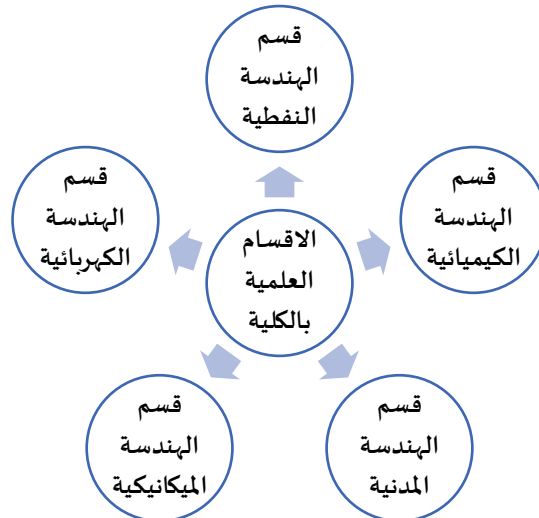 قسم
الهندسة
النفطية
قسم
الهندسة
الكيميائية
قسم
الهندسة
الكهربائية
الاقسام
العلمية
بالكلية
قسم
الهندسة
المدنية
قسم
الهندسة
الميكانيكية